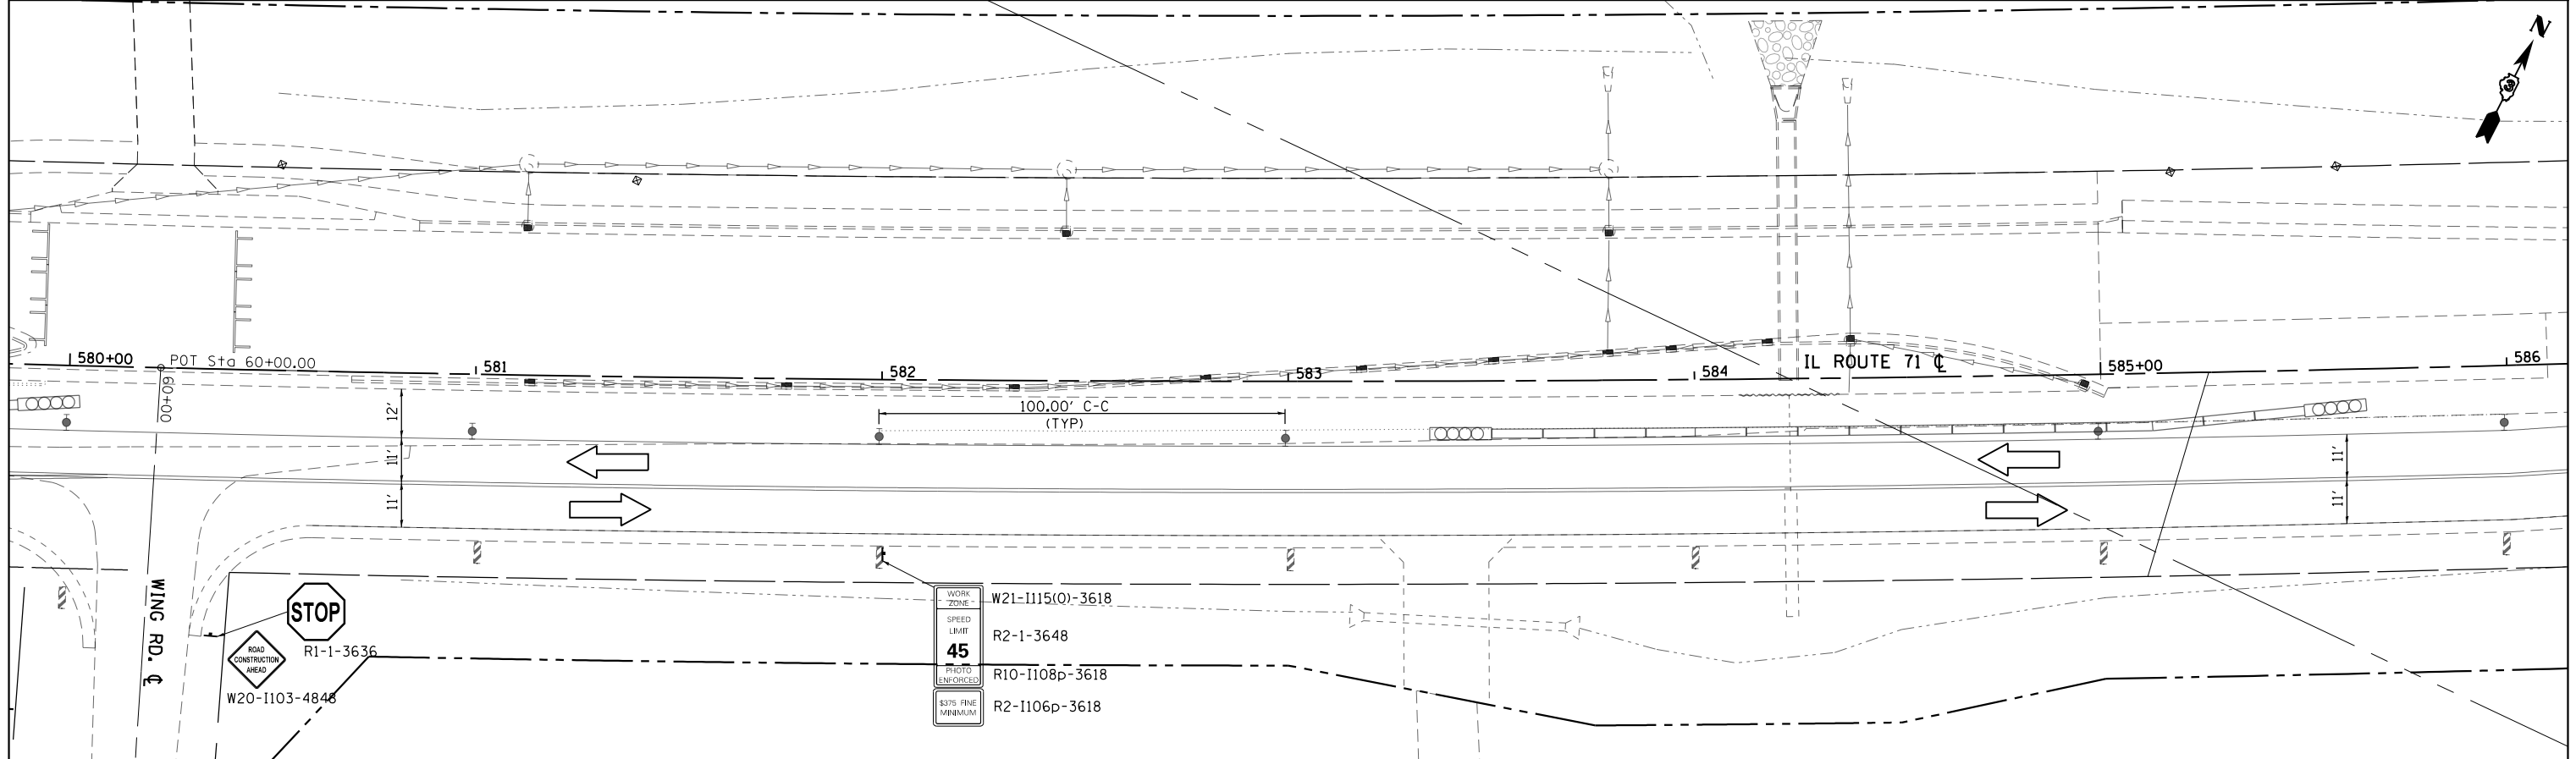 N
3
580+00
POT Sta 60+00.00
581
582
583
584
IL ROUTE 71 ℄
585+00
586
60+00
12'
11'
11'
100.00' C-C
(TYP)
11'
11'
WING RD. ℄
STOP
R1-1-3636
ROAD
CONSTRUCTION
AHEAD
W20-I103-4848
WORK
ZONE
W21-I115(O)-3618
SPEED
LIMIT
45
R2-1-3648
PHOTO
ENFORCED
R10-I108p-3618
$375 FINE
MINIMUM
R2-I106p-3618